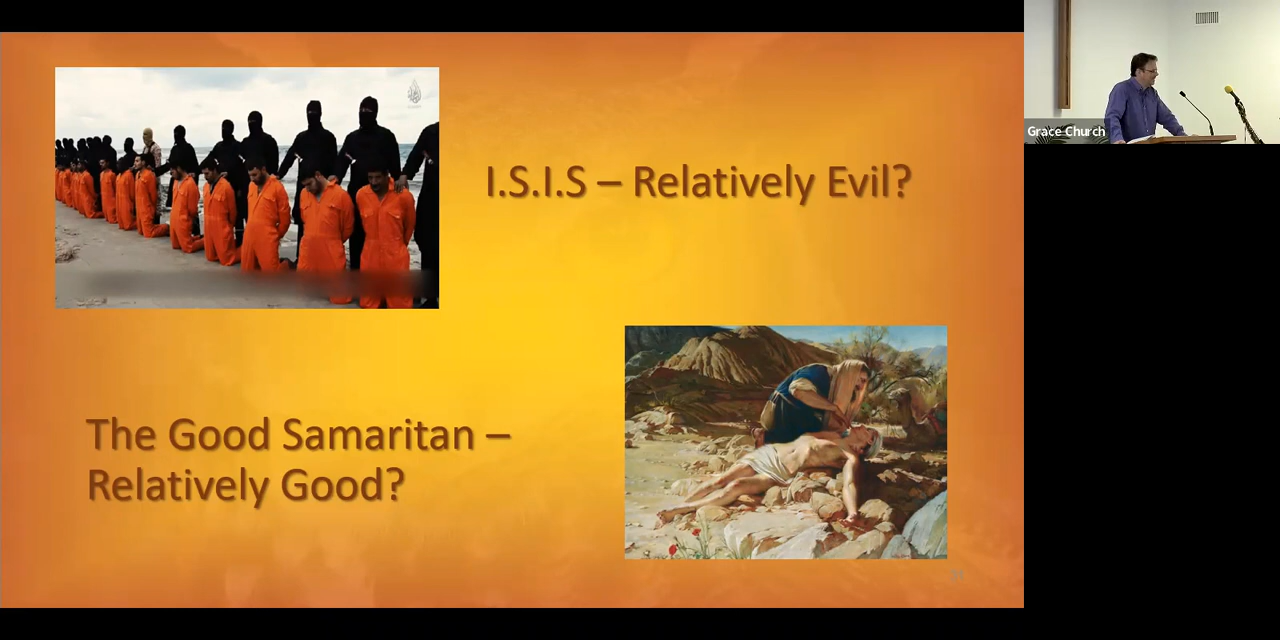 I.S.I.S – Relatively Evil?
Grace Church
The Good Samaritan –
Relatively Good?